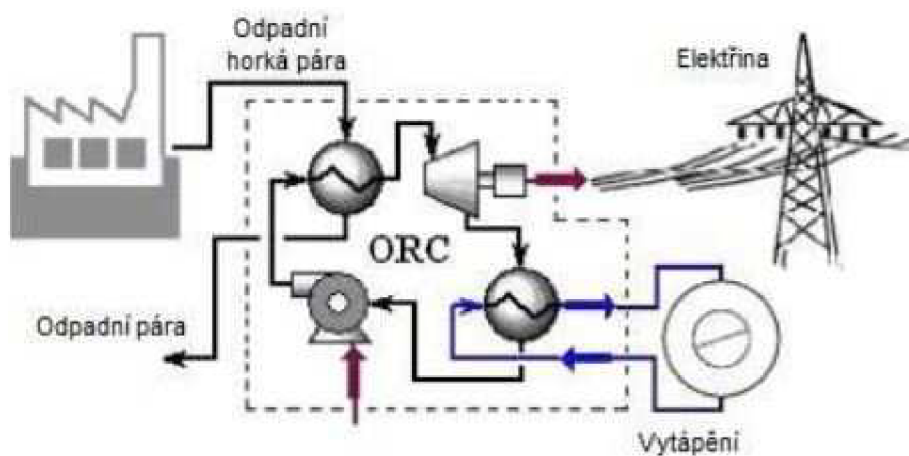 Odpadní
horká pára
Elektřina
ORC
Odpadní pára
Vytápění